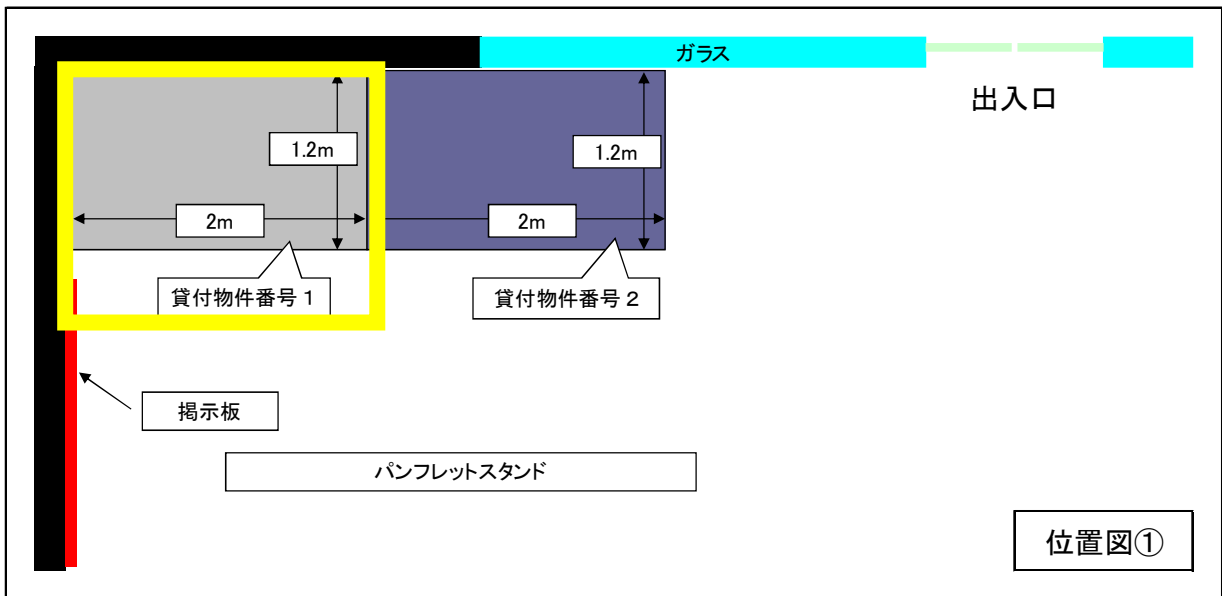 ガラス
出入口
1.2m
1.2m
2m
2m
貸付物件番号1
貸付物件番号2
掲示板
パンフレットスタンド
位置図①